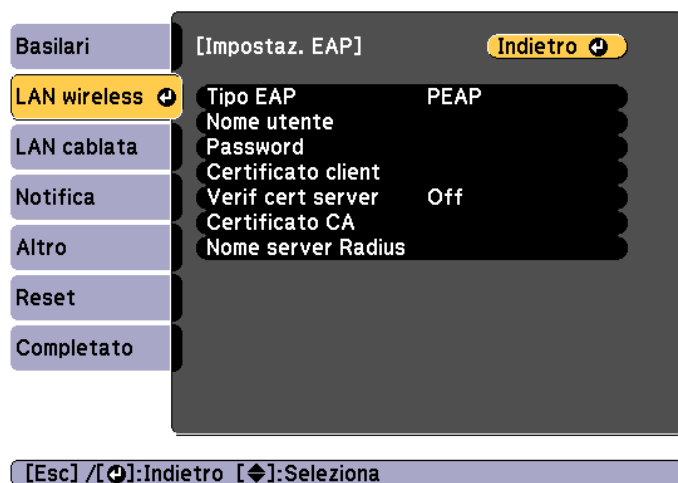 Basilari
[Impostaz. EAP]
Indietro
LAN wireless
Tipo EAP PEAP
Nome utente
LAN cablata
Password
Certificato client
Notifica
Verif cert server Off
Certificato CA
Altro
Nome server Radius
Reset
Completato
[Esc] /[⏎]:Indietro [◆]:Seleziona